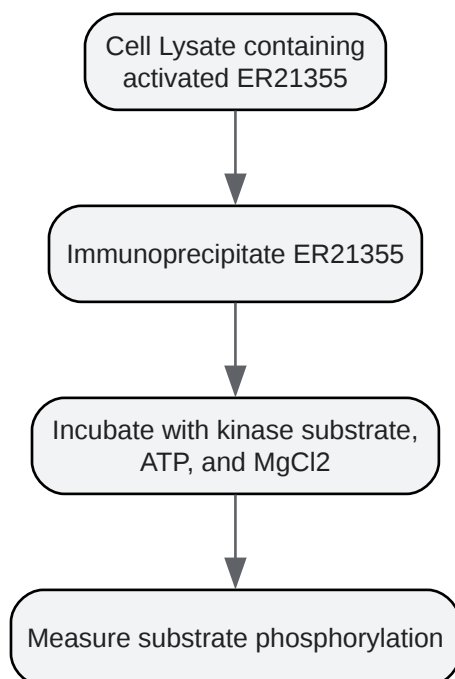 Cell Lysate containing
activated ER21355
Immunoprecipitate ER21355
Incubate with kinase substrate,
ATP, and MgCl2
Measure substrate phosphorylation